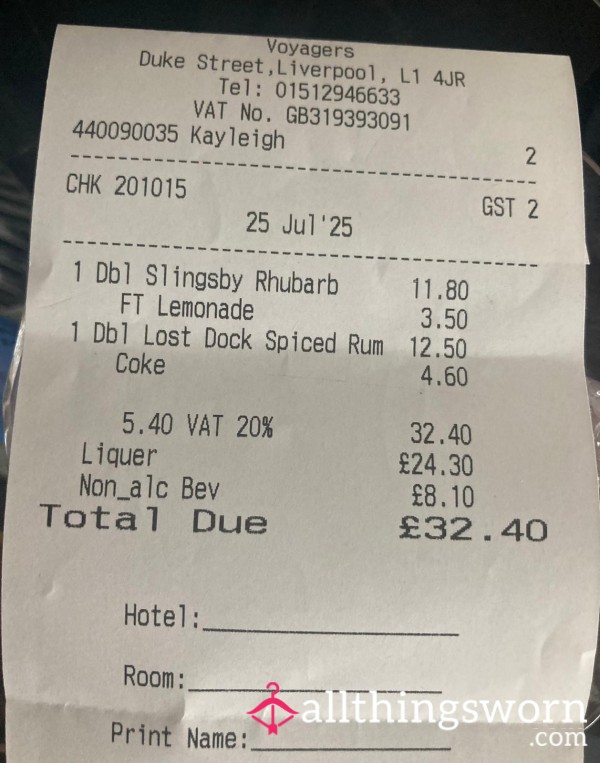 Voyagers
Duke Street,Liverpool, L1 4JR
Tel: 01512946633
VAT No. GB319393091
440090035 Kayleigh
2
CHK 201015 GST 2
25 Jul'25
1 Dbl Slingsby Rhubarb 11.80
FT Lemonade 3.50
1 Dbl Lost Dock Spiced Rum 12.50
Coke 4.60
5.40 VAT 20% 32.40
Liquer £24.30
Non_alc Bev £8.10
Total Due £32.40
Hotel:
Room:
Print Name:
allthingsworn
.com